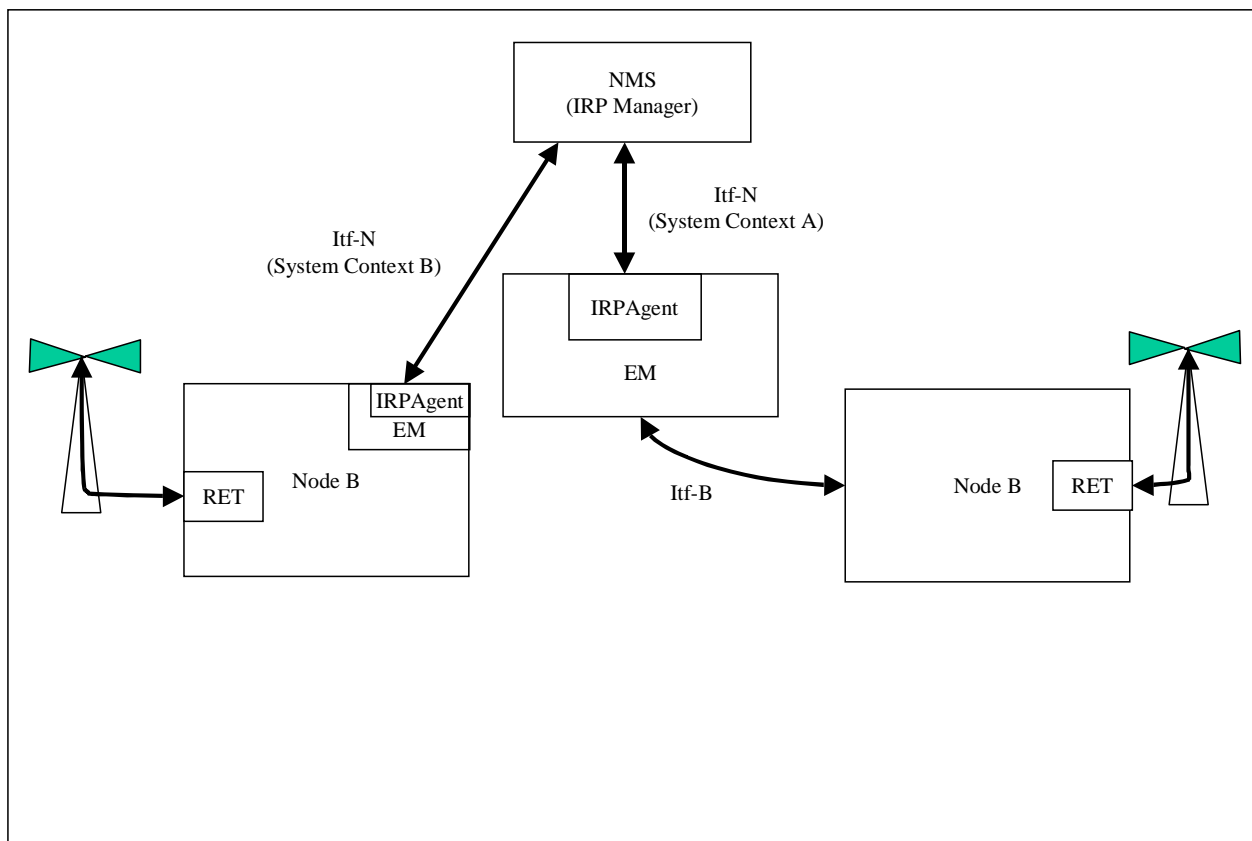 NMS
(IRP Manager)
Itf-N
(System Context A)
Itf-N
(System Context B)
IRPAgent
EM
IRPAgent
EM
Node B
RET
Itf-B
Node B
RET